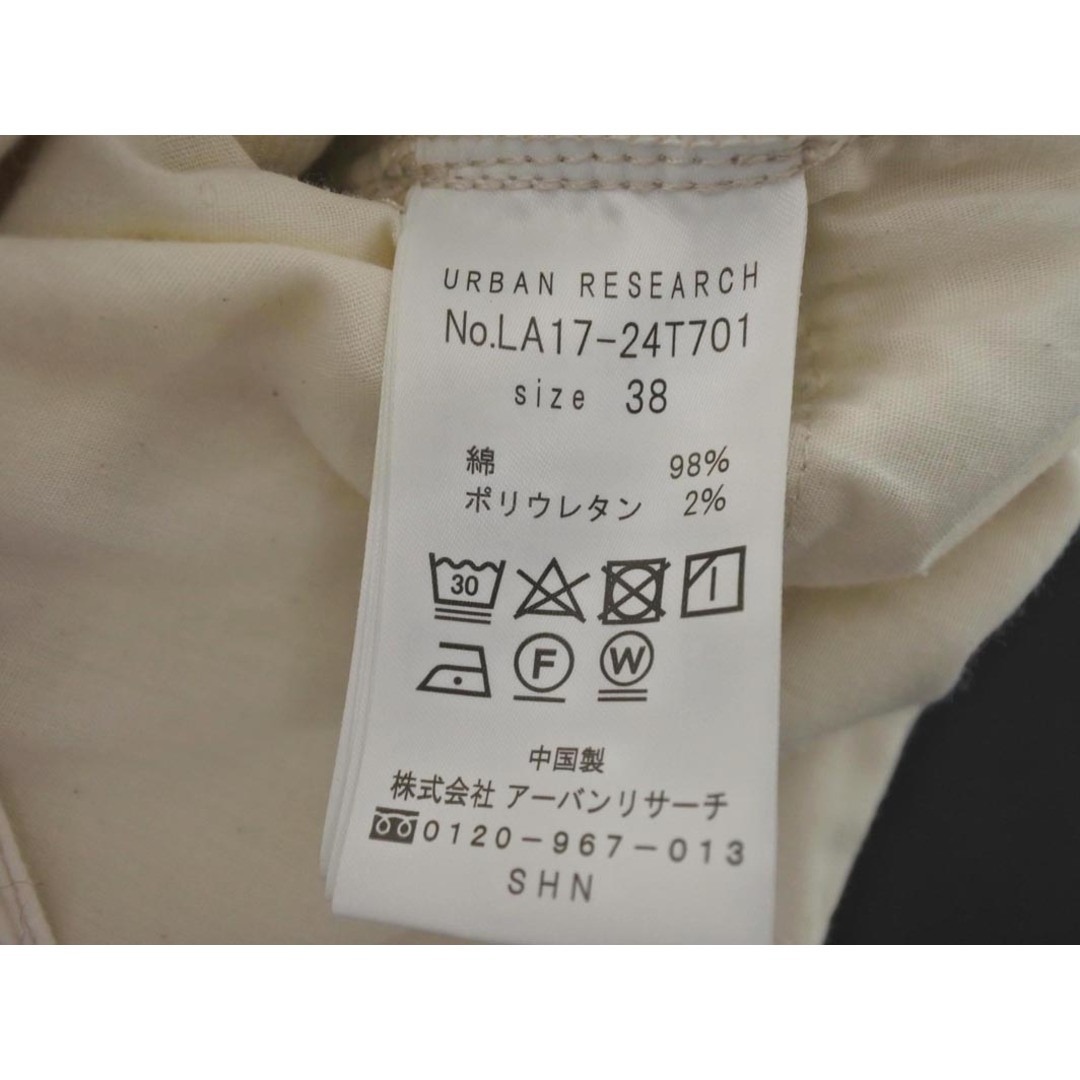 URBAN RESEARCH
No.LA17-24T701
size 38
綿 98%
ポリウレタン 2%
30
F W
中国製
株式会社 アーバンリサーチ
0120-967-013
SHN